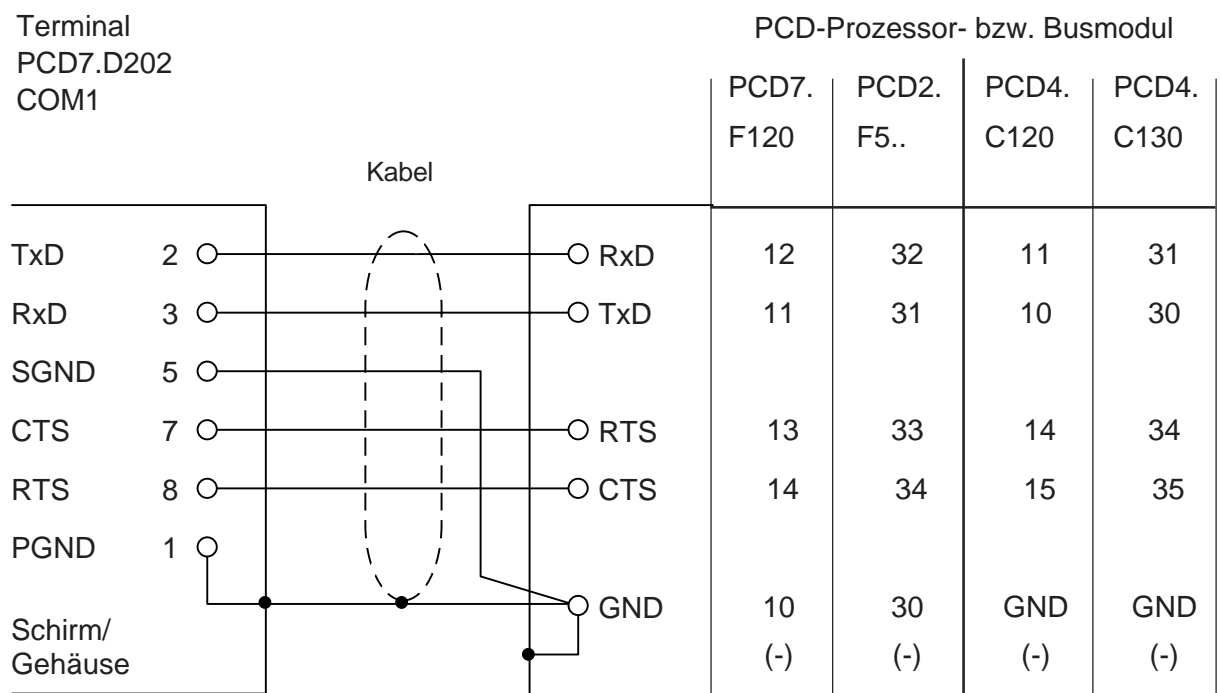 Terminal
PCD7.D202
COM1
PCD-Prozessor- bzw. Busmodul
PCD7. PCD2. PCD4. PCD4.
F120 F5.. C120 C130
Kabel
TxD 2 RxD 12 32 11 31
RxD 3 TxD 11 31 10 30
SGND 5
CTS 7 RTS 13 33 14 34
RTS 8 CTS 14 34 15 35
PGND 1
GND 10 30 GND GND
Schirm/
Gehäuse (-) (-) (-) (-)